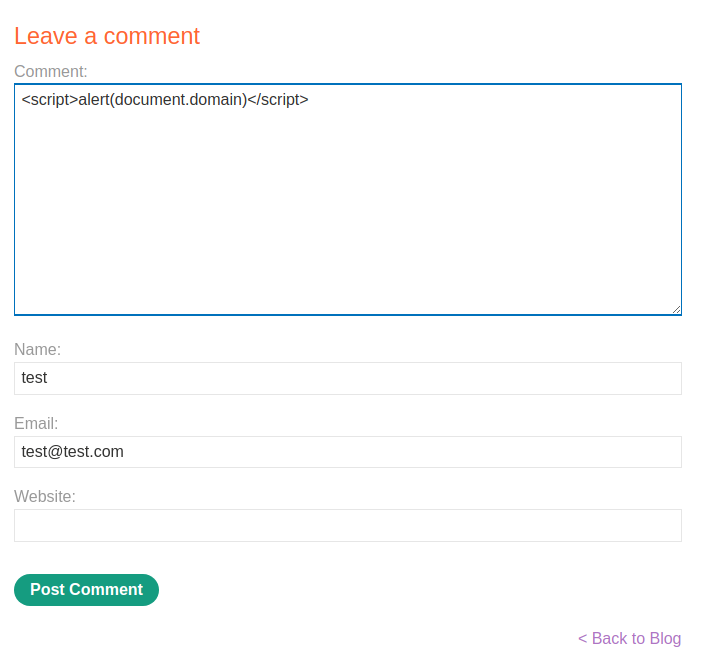 Leave a comment
Comment:
<script>alert(document.domain)</script>
Name:
test
Email:
test@test.com
Website:
Post Comment
< Back to Blog